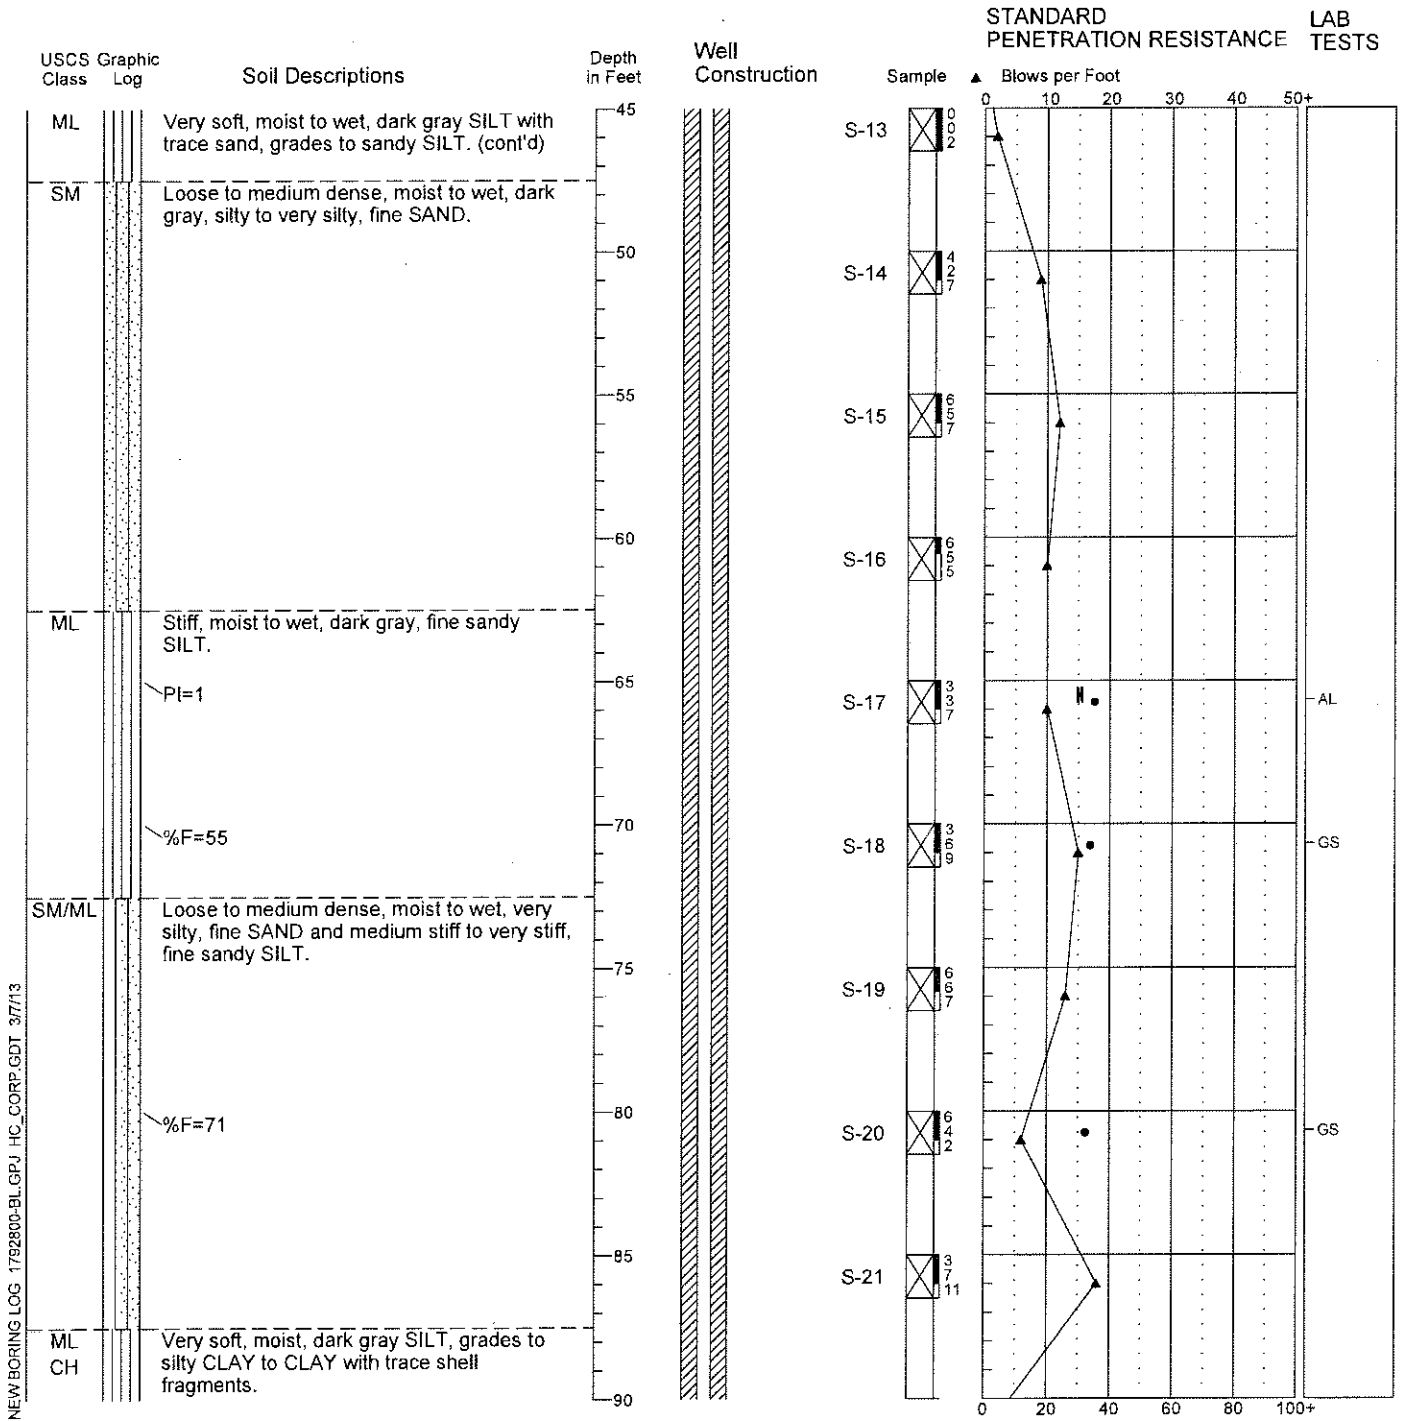 STANDARD
PENETRATION RESISTANCE
LAB
TESTS
USCS Class
Graphic Log
Soil Descriptions
Depth in Feet
Well Construction
Sample
▲ Blows per Foot
0 10 20 30 40 50+
45
ML
Very soft, moist to wet, dark gray SILT with
trace sand, grades to sandy SILT. (cont'd)
S-13
0
0
2
SM
Loose to medium dense, moist to wet, dark
gray, silty to very silty, fine SAND.
50
S-14
4
2
7
55
S-15
6
5
7
60
S-16
6
5
5
ML
Stiff, moist to wet, dark gray, fine sandy
SILT.
65
PI=1
S-17
3
3
7
AL
70
%F=55
S-18
3
6
9
GS
SM/ML
Loose to medium dense, moist to wet, very
silty, fine SAND and medium stiff to very stiff,
fine sandy SILT.
75
S-19
6
6
7
80
%F=71
S-20
6
4
2
GS
85
S-21
3
7
11
ML
CH
Very soft, moist, dark gray SILT, grades to
silty CLAY to CLAY with trace shell
fragments.
90
0 20 40 60 80 100+
NEW BORING LOG 1792800-BL.GPJ HC_CORP.GDT 3/7/13